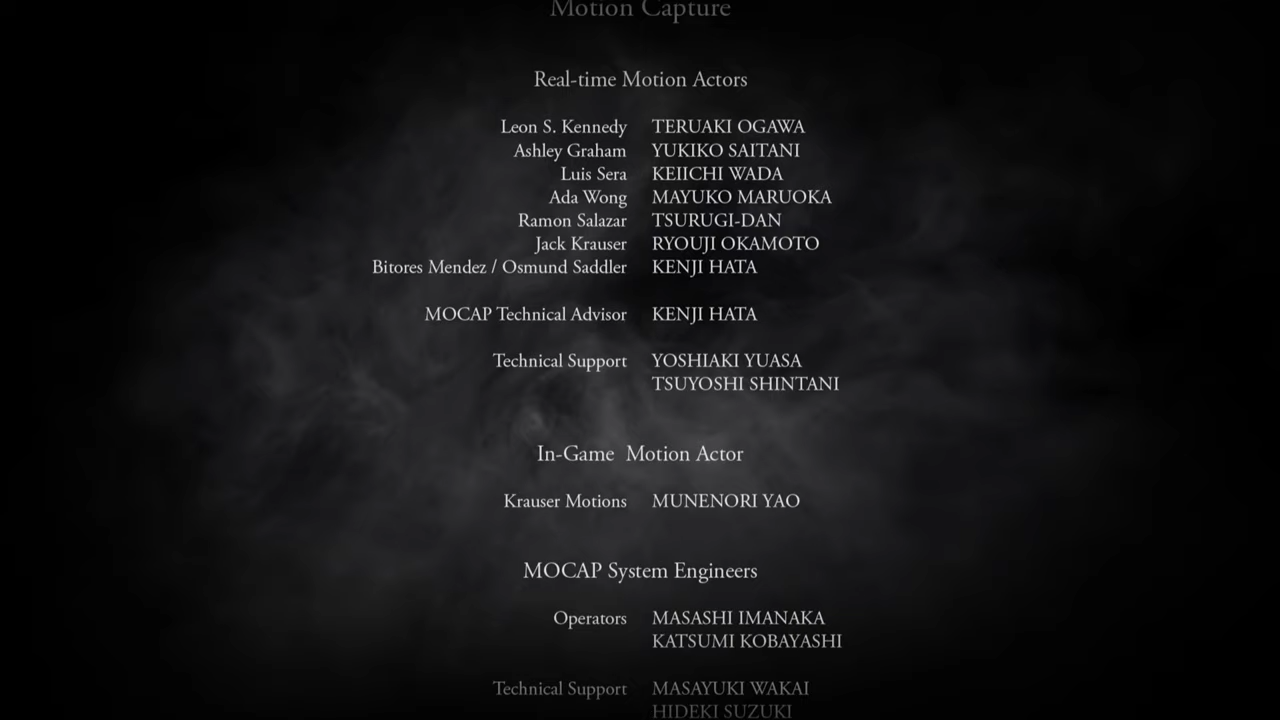 Motion Capture
Real-time Motion Actors
Leon S. Kennedy TERUAKI OGAWA
Ashley Graham YUKIKO SAITANI
Luis Sera KEIICHI WADA
Ada Wong MAYUKO MARUOKA
Ramon Salazar TSURUGI-DAN
Jack Krauser RYOUJI OKAMOTO
Bitores Mendez / Osmund Saddler KENJI HATA
MOCAP Technical Advisor KENJI HATA
Technical Support YOSHIAKI YUASA
TSUYOSHI SHINTANI
In-Game Motion Actor
Krauser Motions MUNENORI YAO
MOCAP System Engineers
Operators MASASHI IMANAKA
KATSUMI KOBAYASHI
Technical Support MASAYUKI WAKAI
HIDEKI SUZUKI